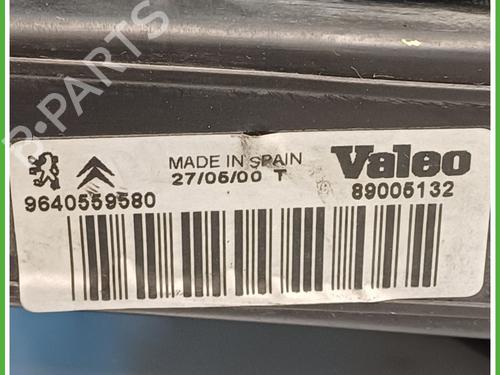 B-PARTS
MADE IN SPAIN
Valeo
27/06/00 T
9640559580
89005132